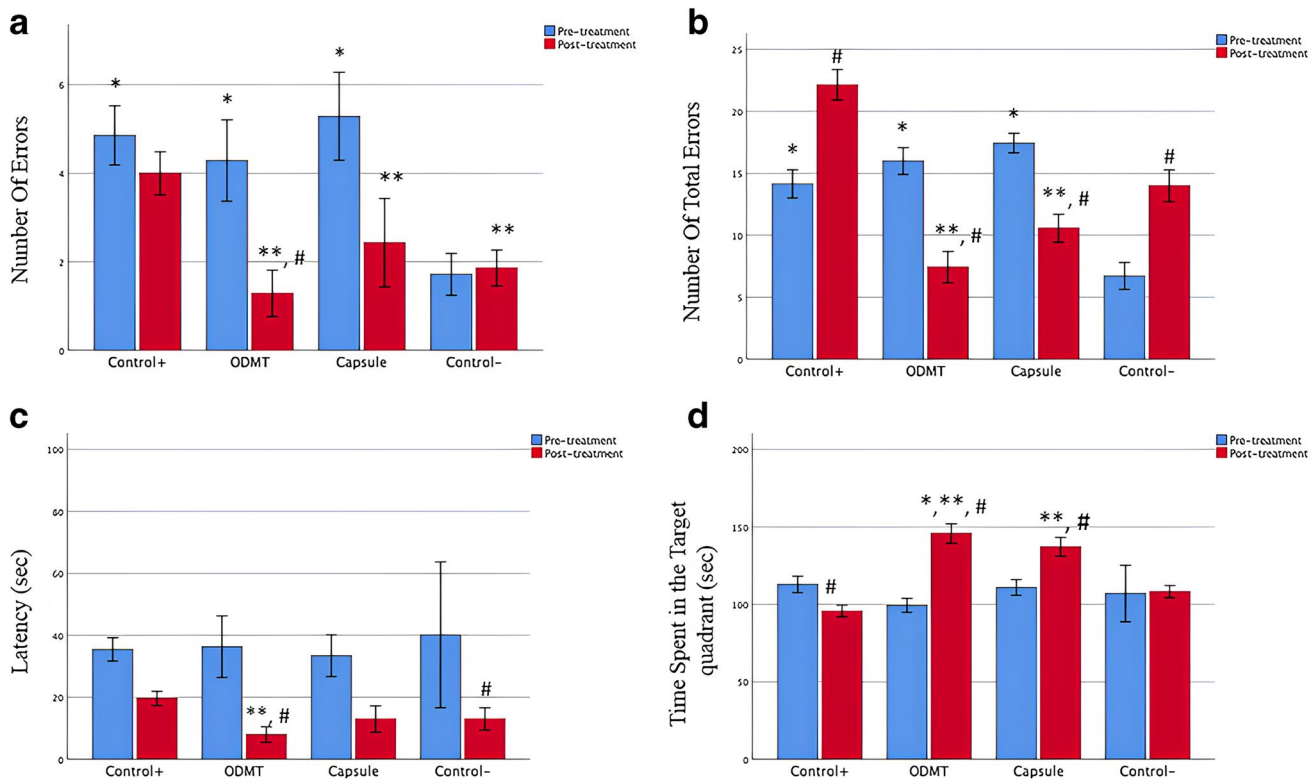 a
Number Of Errors
6
4
2
0
* * * **, # ** **
Control+ ODMT Capsule Control-
Pre-treatment
Post-treatment
b
Number Of Total Errors
25
20
15
10
5
0
* # * **, # * **, # #
Control+ ODMT Capsule Control-
Pre-treatment
Post-treatment
c
Latency (sec)
100
80
60
40
20
0
**, # #
Control+ ODMT Capsule Control-
Pre-treatment
Post-treatment
d
Time Spent in the Target
quadrant (sec)
200
150
100
50
0
# *,**, # **, #
Control+ ODMT Capsule Control-
Pre-treatment
Post-treatment